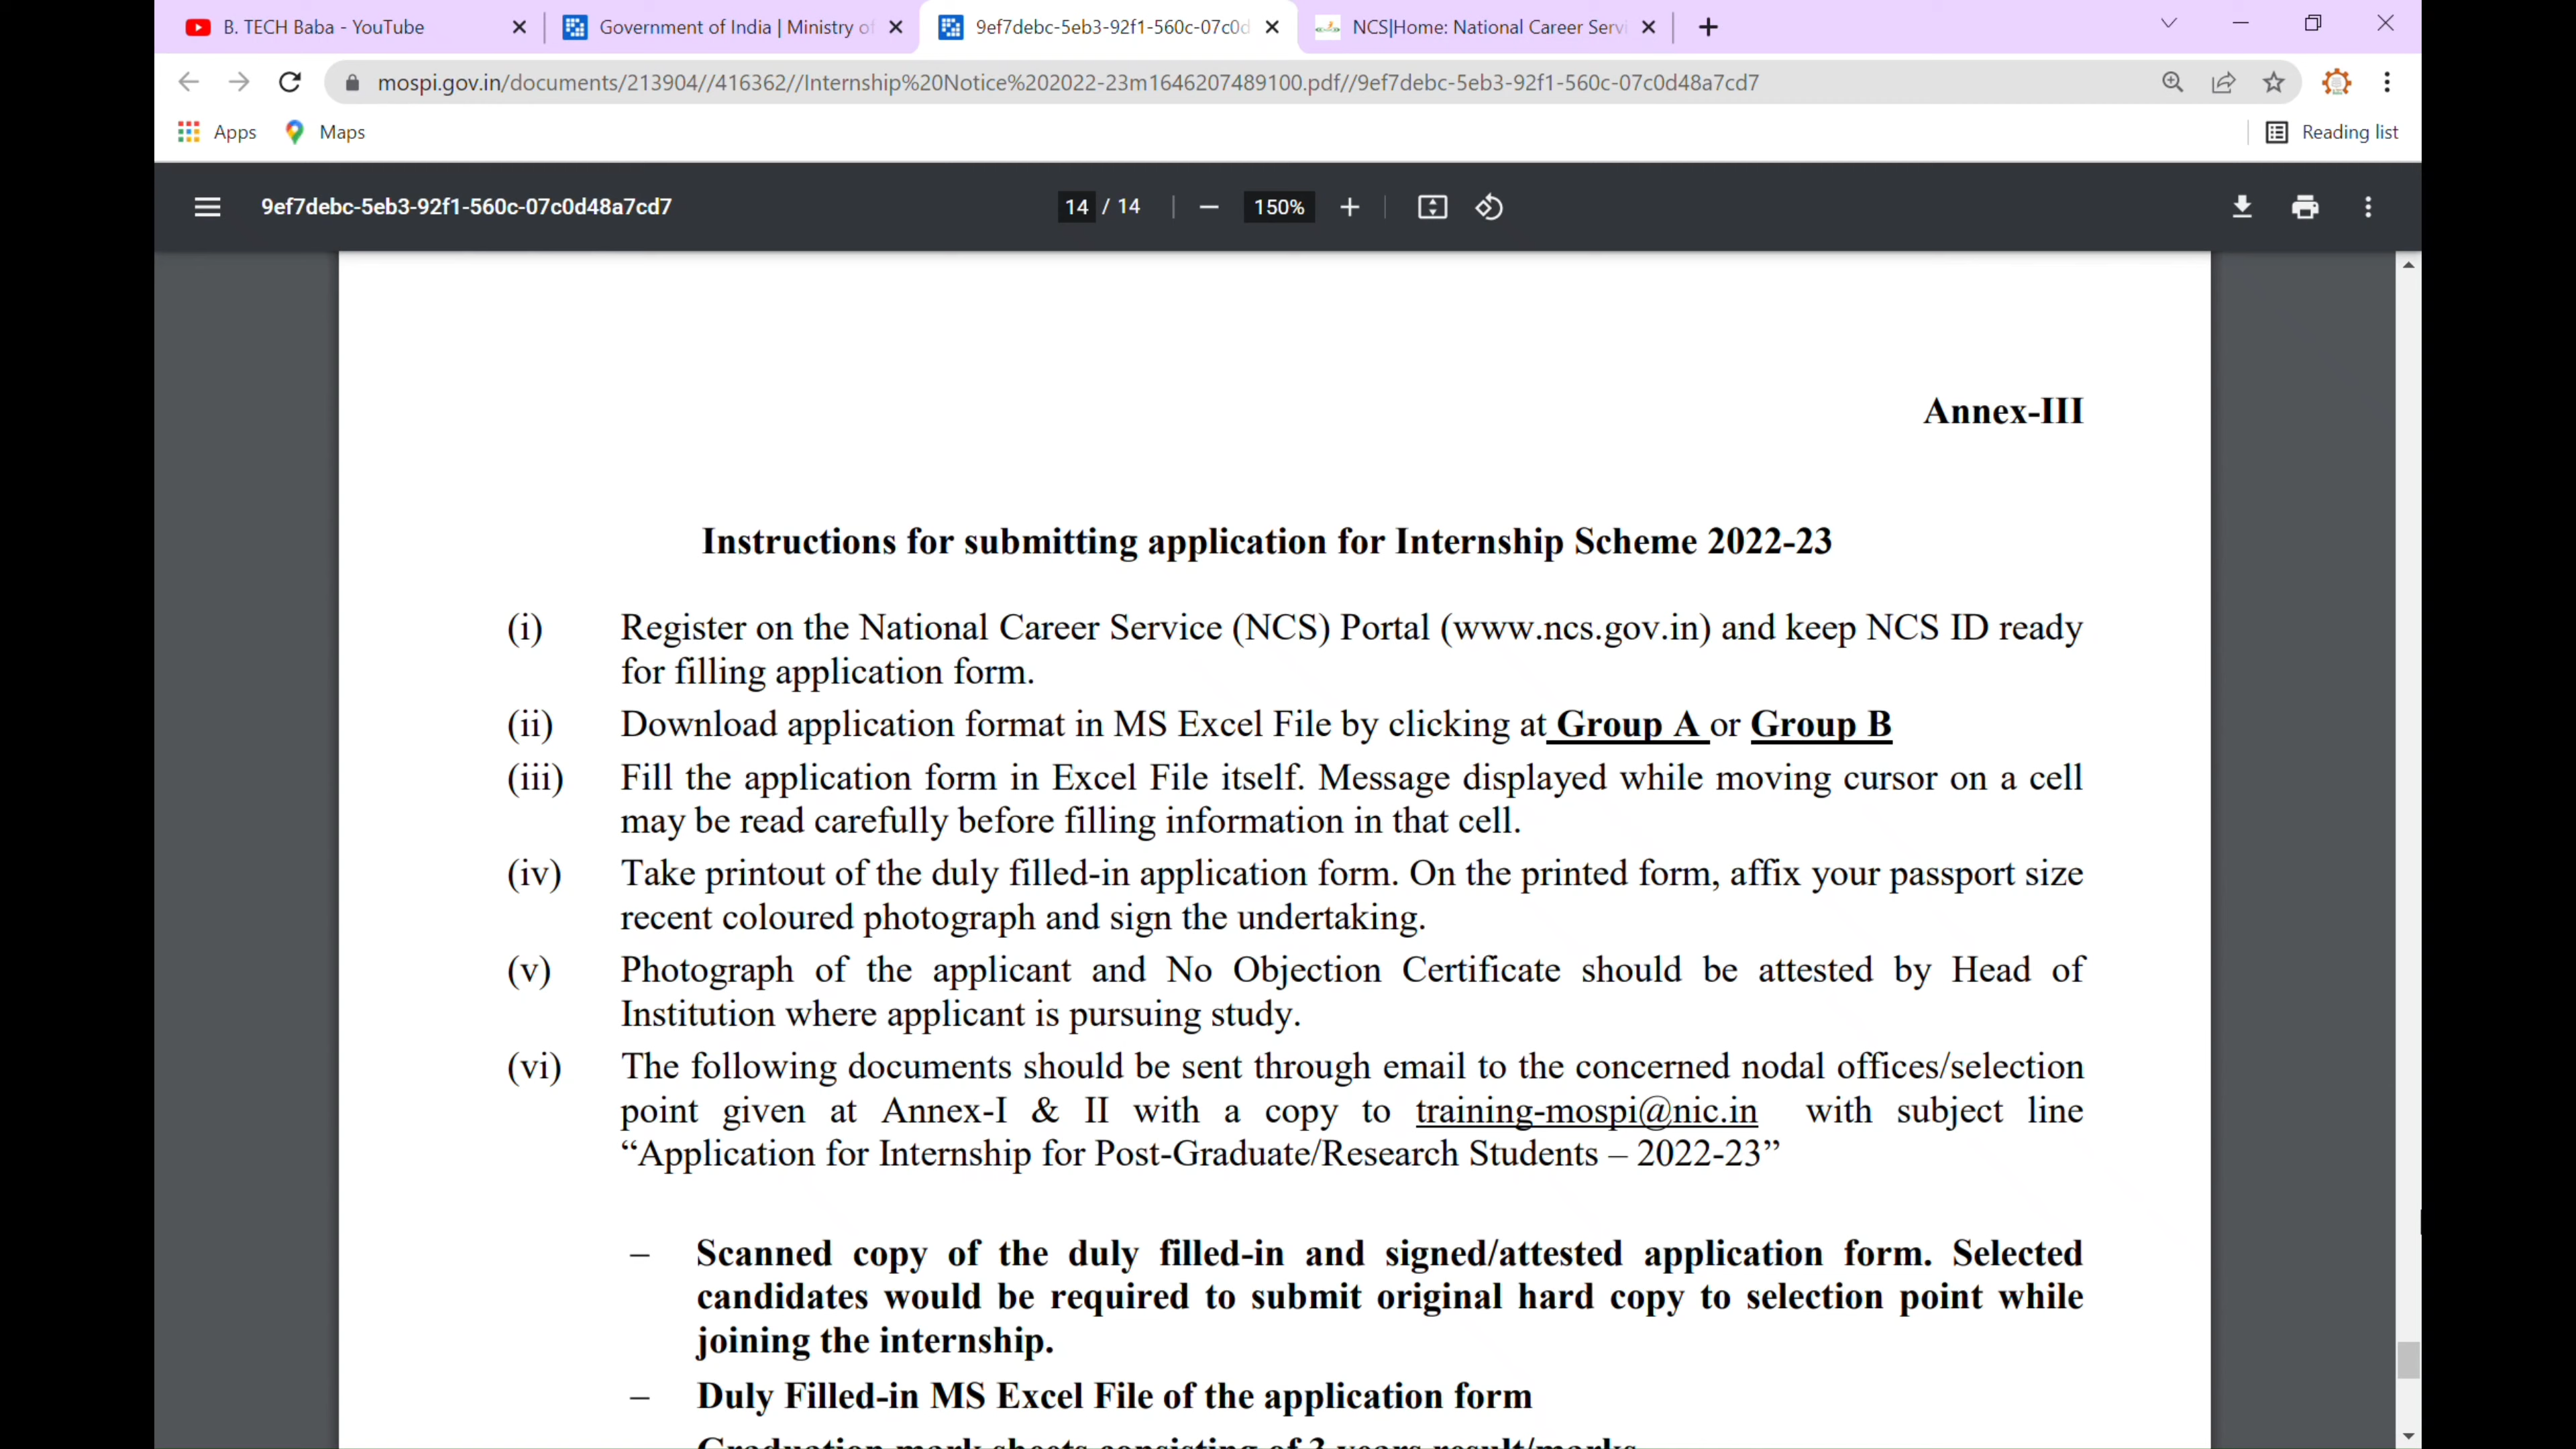 B. TECH Baba - YouTube
Government of India | Ministry of
9ef7debc-5eb3-92f1-560c-07c0d
NCS|Home: National Career Servi
mospi.gov.in/documents/213904//416362//Internship%20Notice%202022-23m1646207489100.pdf//9ef7debc-5eb3-92f1-560c-07c0d48a7cd7
Apps
Maps
Reading list
9ef7debc-5eb3-92f1-560c-07c0d48a7cd7
14 / 14
150%
Annex-III
Instructions for submitting application for Internship Scheme 2022-23
(i) Register on the National Career Service (NCS) Portal (www.ncs.gov.in) and keep NCS ID ready
for filling application form.
(ii) Download application format in MS Excel File by clicking at Group A or Group B
(iii) Fill the application form in Excel File itself. Message displayed while moving cursor on a cell
may be read carefully before filling information in that cell.
(iv) Take printout of the duly filled-in application form. On the printed form, affix your passport size
recent coloured photograph and sign the undertaking.
(v) Photograph of the applicant and No Objection Certificate should be attested by Head of
Institution where applicant is pursuing study.
(vi) The following documents should be sent through email to the concerned nodal offices/selection
point given at Annex-I & II with a copy to training-mospi@nic.in with subject line
“Application for Internship for Post-Graduate/Research Students – 2022-23”
– Scanned copy of the duly filled-in and signed/attested application form. Selected
candidates would be required to submit original hard copy to selection point while
joining the internship.
– Duly Filled-in MS Excel File of the application form
Graduation mark sheets consisting of 3 years result/marks